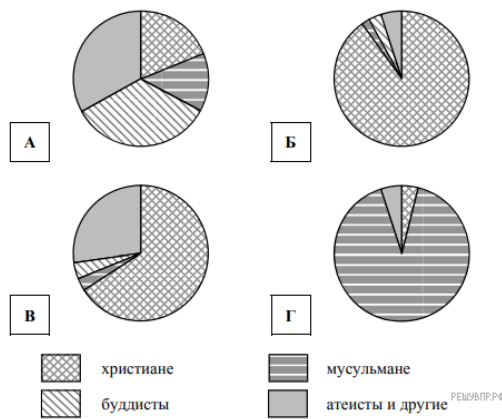 А
Б
В
Г
христиане
мусульмане
буддисты
атеисты и другие
РЕШУВПР.РФ